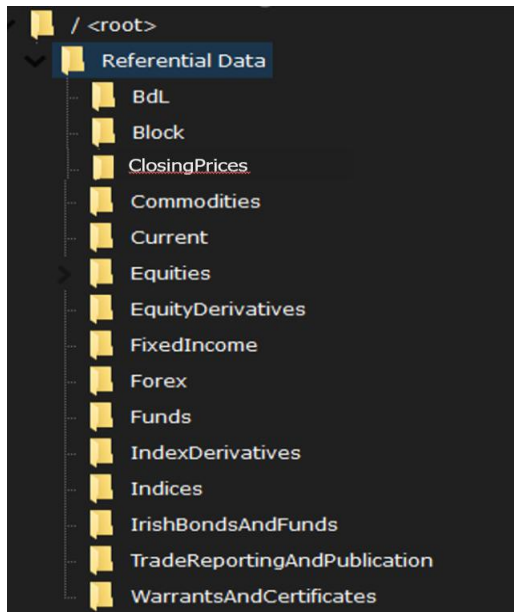 / <root>
Referential Data
BdL
Block
ClosingPrices
Commodities
Current
Equities
EquityDerivatives
FixedIncome
Forex
Funds
IndexDerivatives
Indices
IrishBondsAndFunds
TradeReportingAndPublication
WarrantsAndCertificates